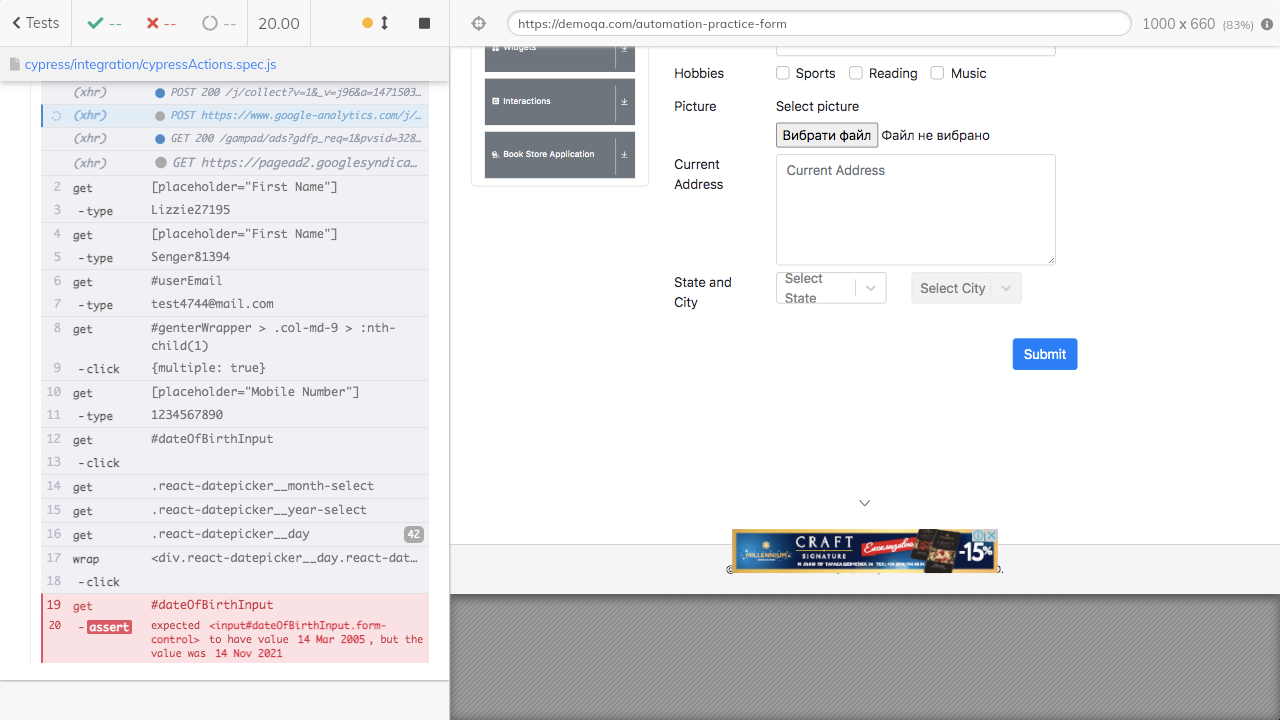 Tests
--
--
--
20.00
https://demoqa.com/automation-practice-form
1000 x 660 (83%)
cypress/integration/cypressActions.spec.js
(xhr) POST 200 /j/collect?v=1&_v=j96&a=1471503...
(xhr) POST https://www.google-analytics.com/j/...
(xhr) GET 200 /gampad/ads?gdfp_req=1&pvsid=328...
(xhr) GET https://pagead2.googlesyndica...
2 get [placeholder="First Name"]
3 -type Lizzie27195
4 get [placeholder="First Name"]
5 -type Senger81394
6 get #userEmail
7 -type test4744@mail.com
8 get #genterWrapper > .col-md-9 > :nth-
child(1)
9 -click {multiple: true}
10 get [placeholder="Mobile Number"]
11 -type 1234567890
12 get #dateOfBirthInput
13 -click
14 get .react-datepicker__month-select
15 get .react-datepicker__year-select
16 get .react-datepicker__day 42
17 wrap <div.react-datepicker__day.react-dat...
18 -click
19 get #dateOfBirthInput
20 -assert expected <input#dateOfBirthInput.form-
control> to have value 14 Mar 2005, but the
value was 14 Nov 2021
Widgets
Interactions
Book Store Application
Hobbies
Sports Reading Music
Picture
Select picture
Вибрати файл Файл не вибрано
Current
Address
Current Address
State and
City
Select
State
Select City
Submit
MILLENNIUM
CRAFT
SIGNATURE
Ексклюзивно
-15%